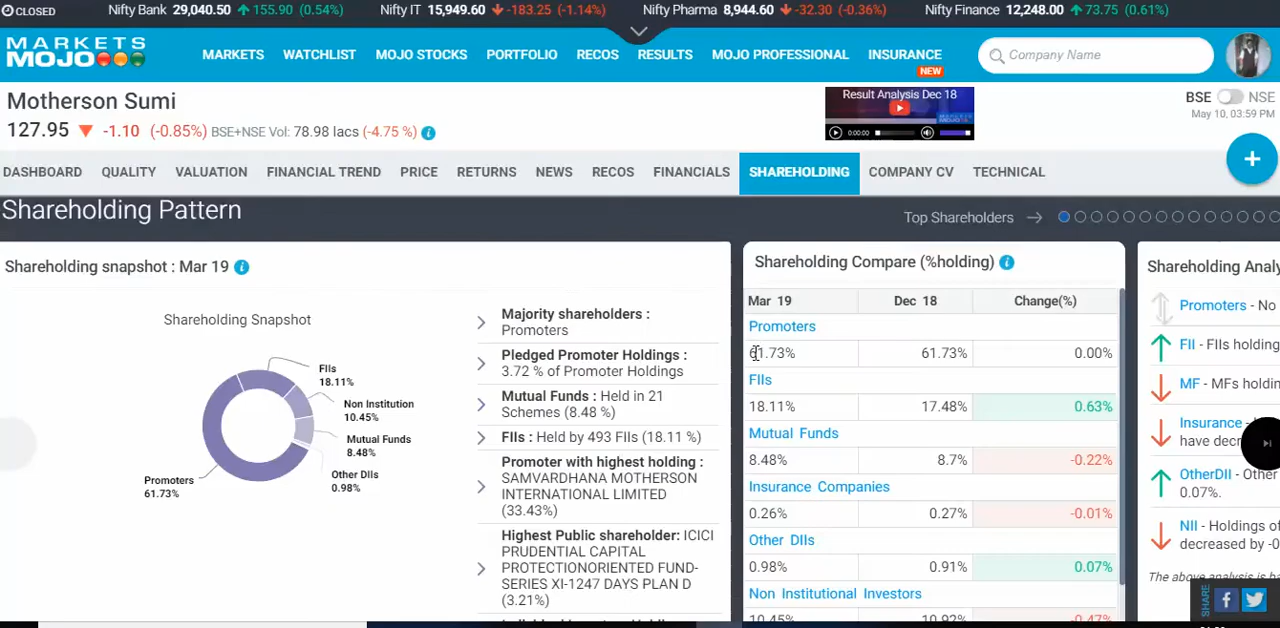 CLOSED Nifty Bank 29,040.50 155.90 (0.54%) Nifty IT 15,949.60 -183.25 (-1.14%) Nifty Pharma 8,944.60 -32.30 (-0.36%) Nifty Finance 12,248.00 73.75 (0.61%)
MARKETS
MOJO
MARKETS WATCHLIST MOJO STOCKS PORTFOLIO RECOS RESULTS MOJO PROFESSIONAL INSURANCE
NEW
Company Name
Motherson Sumi
127.95 -1.10 (-0.85%) BSE+NSE Vol: 78.98 lacs (-4.75 %)
Result Analysis Dec 18
0:00:00
BSE NSE
May 10, 03:59 PM
DASHBOARD QUALITY VALUATION FINANCIAL TREND PRICE RETURNS NEWS RECOS FINANCIALS SHAREHOLDING COMPANY CV TECHNICAL
Shareholding Pattern
Top Shareholders
Shareholding snapshot : Mar 19
Shareholding Snapshot
FIIs
18.11%
Non Institution
10.45%
Mutual Funds
8.48%
Other DIIs
0.98%
Promoters
61.73%
Majority shareholders :
Promoters
Pledged Promoter Holdings :
3.72 % of Promoter Holdings
Mutual Funds : Held in 21
Schemes (8.48 %)
FIIs : Held by 493 FIIs (18.11 %)
Promoter with highest holding :
SAMVARDHANA MOTHERSON
INTERNATIONAL LIMITED
(33.43%)
Highest Public shareholder: ICICI
PRUDENTIAL CAPITAL
PROTECTIONORIENTED FUND-
SERIES XI-1247 DAYS PLAN D
(3.21%)
Shareholding Compare (%holding)
Mar 19 Dec 18 Change(%)
Promoters
61.73% 61.73% 0.00%
FIIs
18.11% 17.48% 0.63%
Mutual Funds
8.48% 8.7% -0.22%
Insurance Companies
0.26% 0.27% -0.01%
Other DIIs
0.98% 0.91% 0.07%
Non Institutional Investors
10.45% 10.92% -0.47%
Shareholding Analy
Promoters - No
FII - FIIs holding
MF - MFs holdin
Insurance
have decr
OtherDII - Other
0.07%.
NII - Holdings of
decreased by -0
The above analysis is ba
SHARE